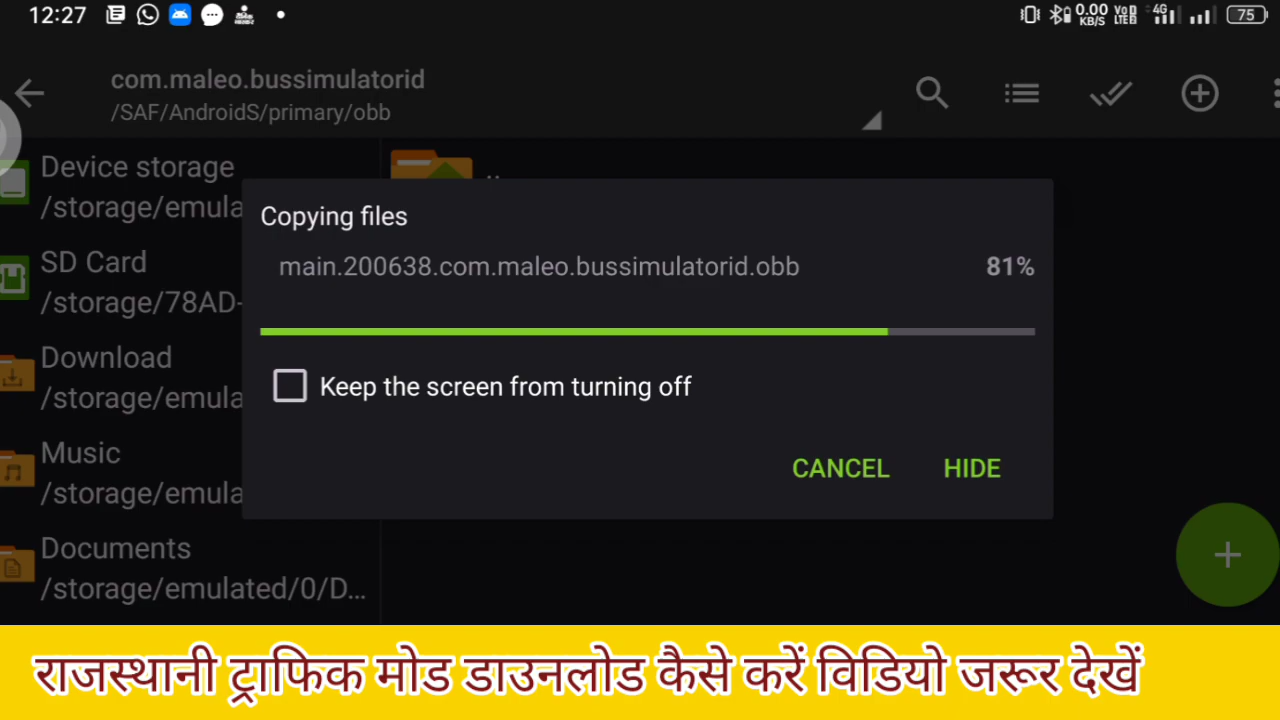 12:27 0.00 KB/S VoLTE 2 4G 75
com.maleo.bussimulatorid
/SAF/AndroidS/primary/obb
Device storage
/storage/emula
SD Card
/storage/78AD-
Download
/storage/emula
Music
/storage/emula
Documents
/storage/emulated/0/D...
..
Copying files
main.200638.com.maleo.bussimulatorid.obb 81%
Keep the screen from turning off
CANCEL HIDE
राजस्थानी ट्राफिक मोड डाउनलोड कैसे करें विडियो जरूर देखें